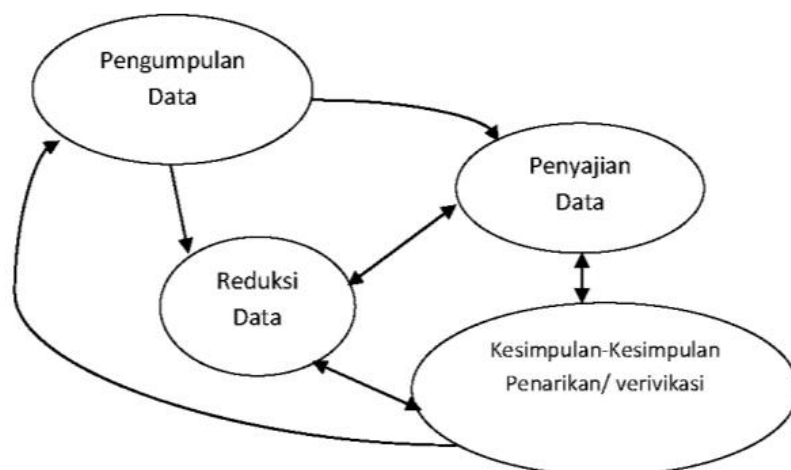 Pengumpulan
Data
Penyajian
Data
Reduksi
Data
Kesimpulan-Kesimpulan
Penarikan/ verivikasi